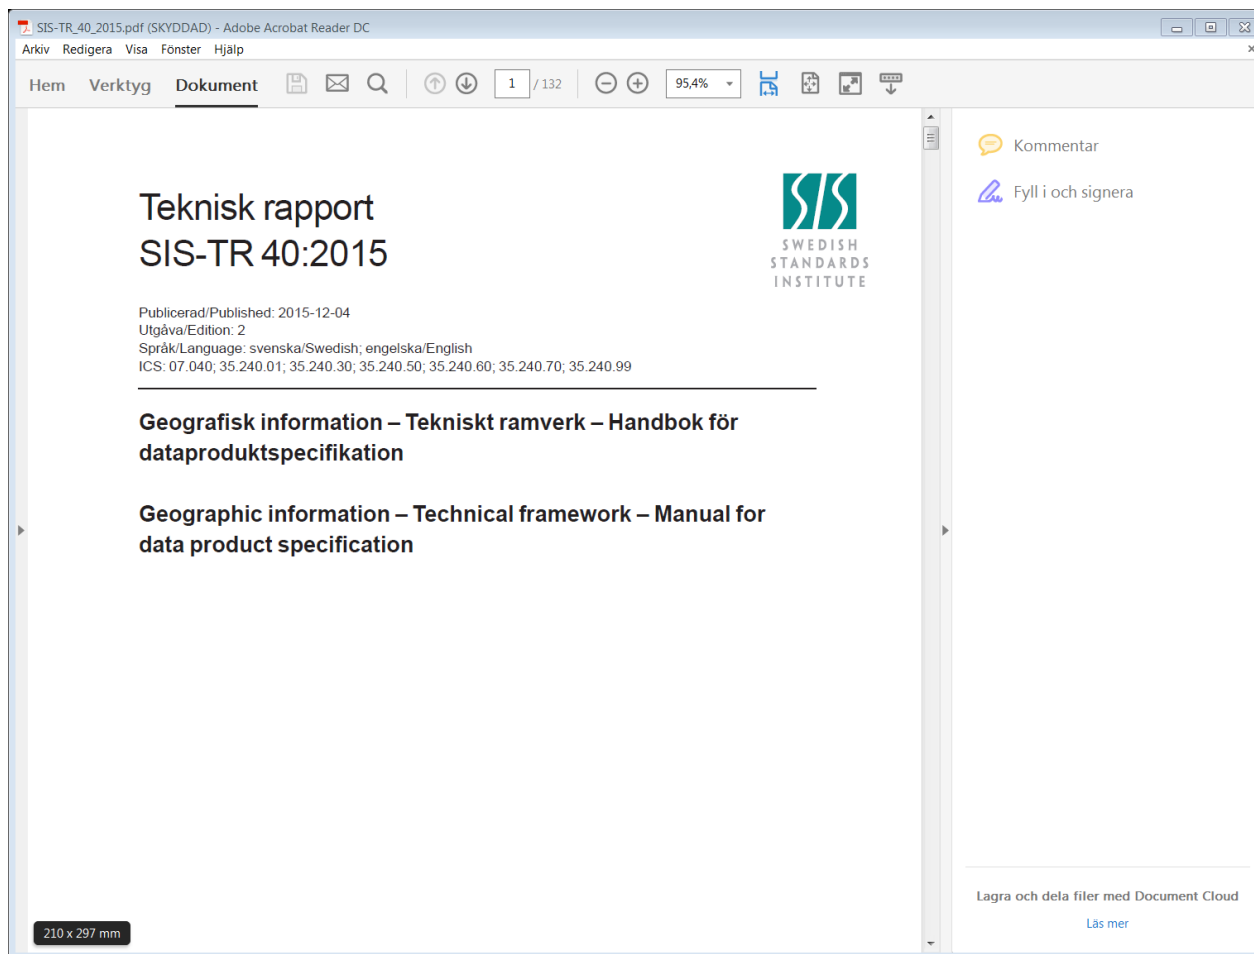 SIS-TR_40_2015.pdf (SKYDDAD) - Adobe Acrobat Reader DC
Arkiv Redigera Visa Fönster Hjälp
Hem Verktyg Dokument 1 / 132 95,4%
Kommentar
Fyll i och signera
Teknisk rapport
SIS-TR 40:2015
SIS
SWEDISH
STANDARDS
INSTITUTE
Publicerad/Published: 2015-12-04
Utgåva/Edition: 2
Språk/Language: svenska/Swedish; engelska/English
ICS: 07.040; 35.240.01; 35.240.30; 35.240.50; 35.240.60; 35.240.70; 35.240.99
Geografisk information – Tekniskt ramverk – Handbok för
dataproduktspecifikation
Geographic information – Technical framework – Manual for
data product specification
Lagra och dela filer med Document Cloud
Läs mer
210 x 297 mm